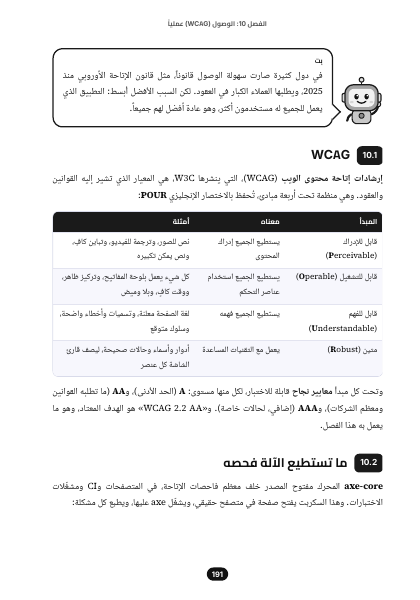 الفصل 10: الوصول (WCAG) عملياً
بت
في دول كثيرة صارت سهولة الوصول قانوناً، مثل قانون الإتاحة الأوروبي منذ
2025، ويطلبها العملاء الكبار في العقود. لكن السبب الأفضل أبسط: التطبيق الذي
يعمل للجميع له مستخدمون أكثر، وهو عادة أفضل لهم جميعاً.
10.1 WCAG
إرشادات إتاحة محتوى الويب (WCAG)، التي ينشرها W3C، هي المعيار الذي تشير إليه القوانين
والعقود. وهي منظمة تحت أربعة مبادئ، تُحفظ بالاختصار الإنجليزي POUR:
المبدأ معناه أمثلة
قابل للإدراك يستطيع الجميع إدراك نص للصور، وترجمة للفيديو، وتباين كافٍ،
(Perceivable) المحتوى ونص يمكن تكبيره
قابل للتشغيل (Operable) يستطيع الجميع استخدام كل شيء يعمل بلوحة المفاتيح، وتركيز ظاهر،
عناصر التحكم ووقت كافٍ، وبلا وميض
قابل للفهم يستطيع الجميع فهمه لغة الصفحة معلنة، وتسميات وأخطاء واضحة،
(Understandable) وسلوك متوقع
متين (Robust) يعمل مع التقنيات المساعدة أدوار وأسماء وحالات صحيحة، ليصف قارئ
الشاشة كل عنصر
وتحت كل مبدأ معايير نجاح قابلة للاختبار، لكل منها مستوى: A (الحد الأدنى)، وAA (ما تطلبه القوانين
ومعظم الشركات)، وAAA (إضافي، لحالات خاصة). و«WCAG 2.2 AA» هو الهدف المعتاد، وهو ما
يعمل به هذا الفصل.
10.2 ما تستطيع الآلة فحصه
axe-core المحرك مفتوح المصدر خلف معظم فاحصات الإتاحة، في المتصفحات وCI ومشغّلات
الاختبارات. وهذا السكربت يفتح صفحة في متصفح حقيقي، ويشغّل axe عليها، ويطبع كل مشكلة:
191